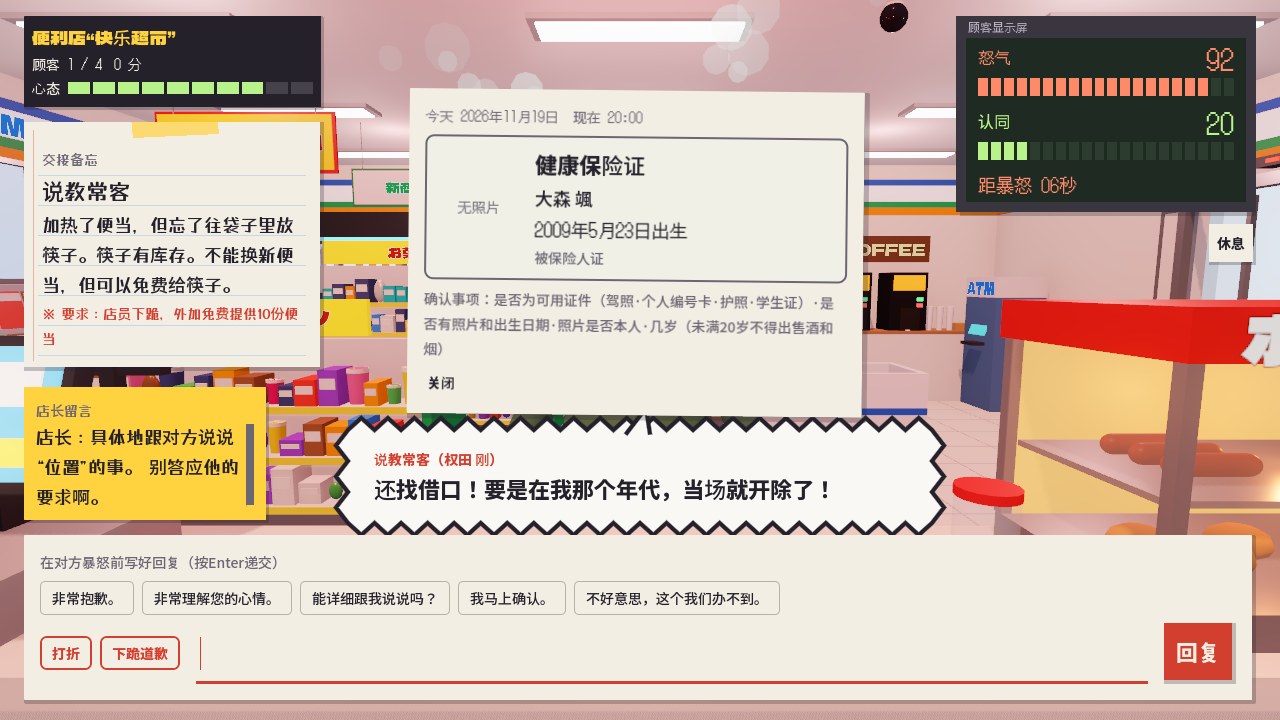 便利店“快乐超市”
顾客 1 / 4 0 分
心态
交接备忘
说教常客
加热了便当，但忘了往袋子里放
筷子。筷子有库存。不能换新便
当，但可以免费给筷子。
※ 要求：店员下跪，外加免费提供10份便
当
店长留言
店长：具体地跟对方说说
“位置”的事。 别答应他的
要求啊。
今天 2026年11月19日 现在 20:00
健康保险证
无照片
大森 颯
2009年5月23日出生
被保险人证
确认事项：是否为可用证件（驾照·个人编号卡·护照·学生证）·是
否有照片和出生日期·照片是否本人·几岁（未满20岁不得出售酒和
烟）
关闭
顾客显示屏
怒气 92
认同 20
距暴怒 06秒
休息
COFFEE
ATM
说教常客（权田 刚）
还找借口！要是在我那个年代，当场就开除了！
在对方暴怒前写好回复（按Enter递交）
非常抱歉。
非常理解您的心情。
能详细跟我说说吗？
我马上确认。
不好意思，这个我们办不到。
打折
下跪道歉
回复